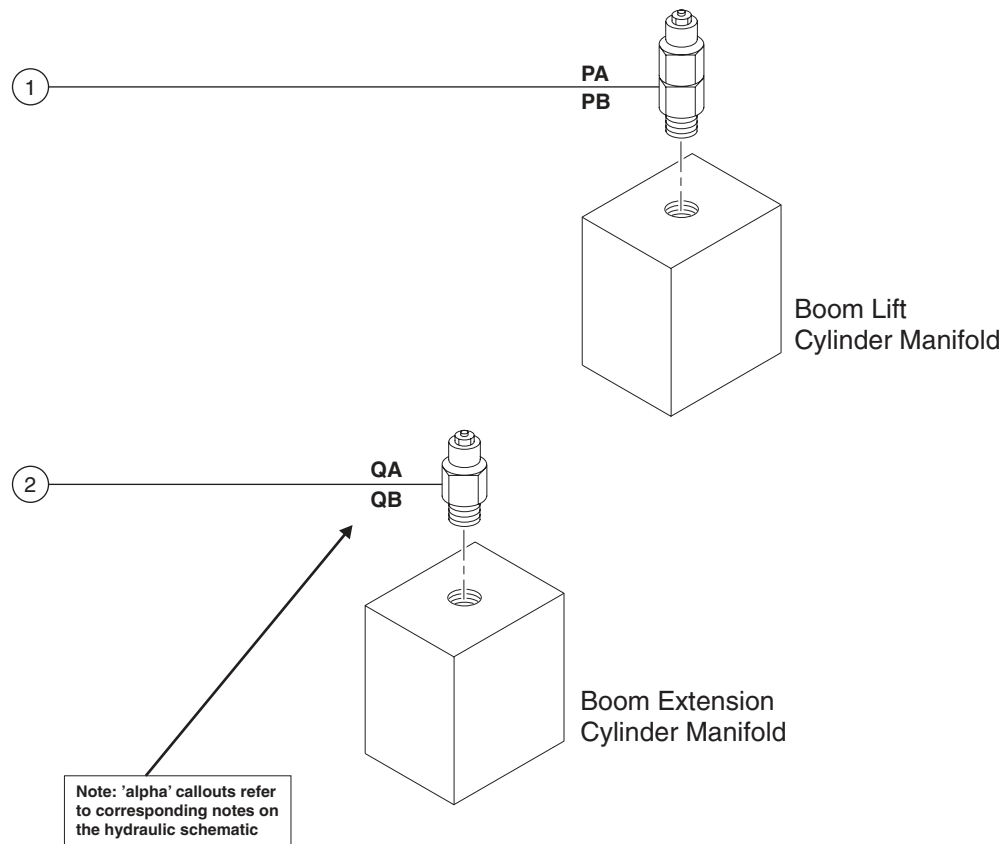 1
PA
PB
Boom Lift
Cylinder Manifold
2
QA
QB
Boom Extension
Cylinder Manifold
Note: ’alpha’ callouts refer
to corresponding notes on
the hydraulic schematic